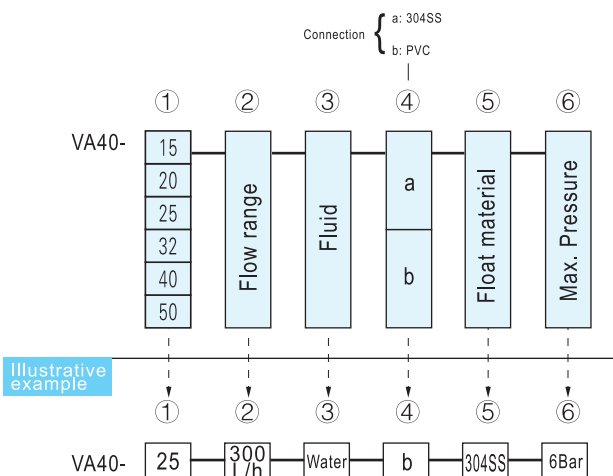 a: 304SS
Connection {
b: PVC
① ② ③ ④ ⑤ ⑥
VA40-
15
20
25
32
40
50
Flow range
Fluid
a
b
Float material
Max. Pressure
Illustrative
example
① ② ③ ④ ⑤ ⑥
VA40- 25 300 L/h Water b 304SS 6Bar